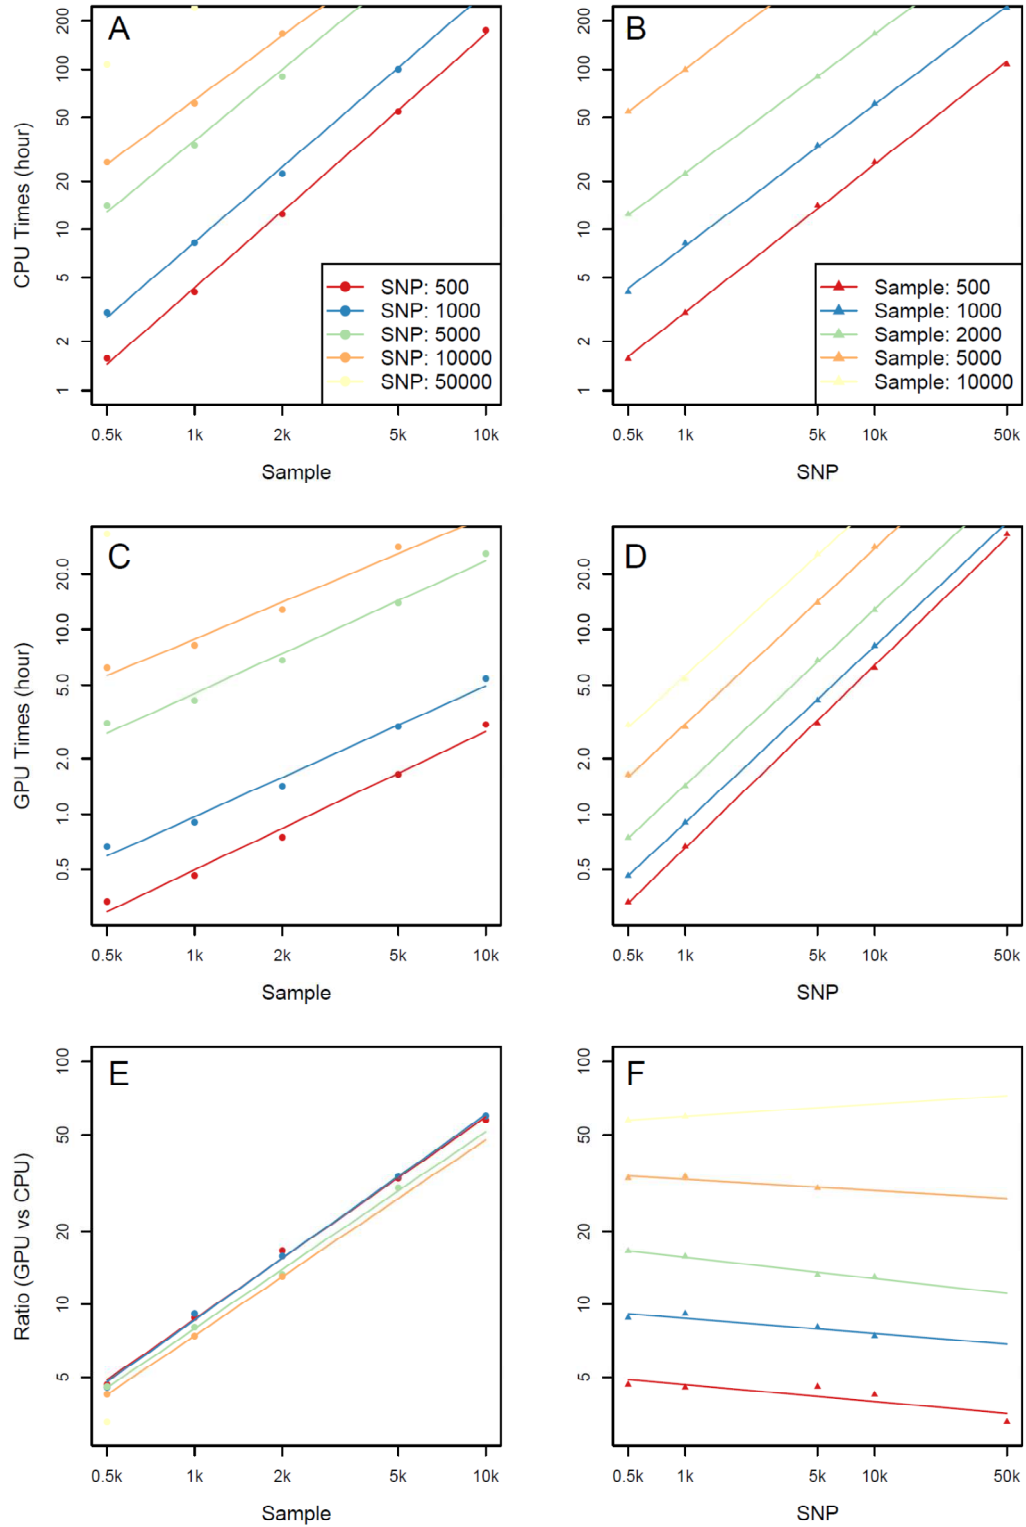 A
CPU Times (hour)
200
100
50
20
10
5
2
1
SNP: 500
SNP: 1000
SNP: 5000
SNP: 10000
SNP: 50000
0.5k 1k 2k 5k 10k
Sample
B
Sample: 500
Sample: 1000
Sample: 2000
Sample: 5000
Sample: 10000
0.5k 1k 5k 10k 50k
SNP
200
100
50
20
10
5
2
1
C
GPU Times (hour)
20.0
10.0
5.0
2.0
1.0
0.5
0.5k 1k 2k 5k 10k
Sample
D
20.0
10.0
5.0
2.0
1.0
0.5
0.5k 1k 5k 10k 50k
SNP
E
Ratio (GPU vs CPU)
100
50
20
10
5
0.5k 1k 2k 5k 10k
Sample
F
100
50
20
10
5
0.5k 1k 5k 10k 50k
SNP